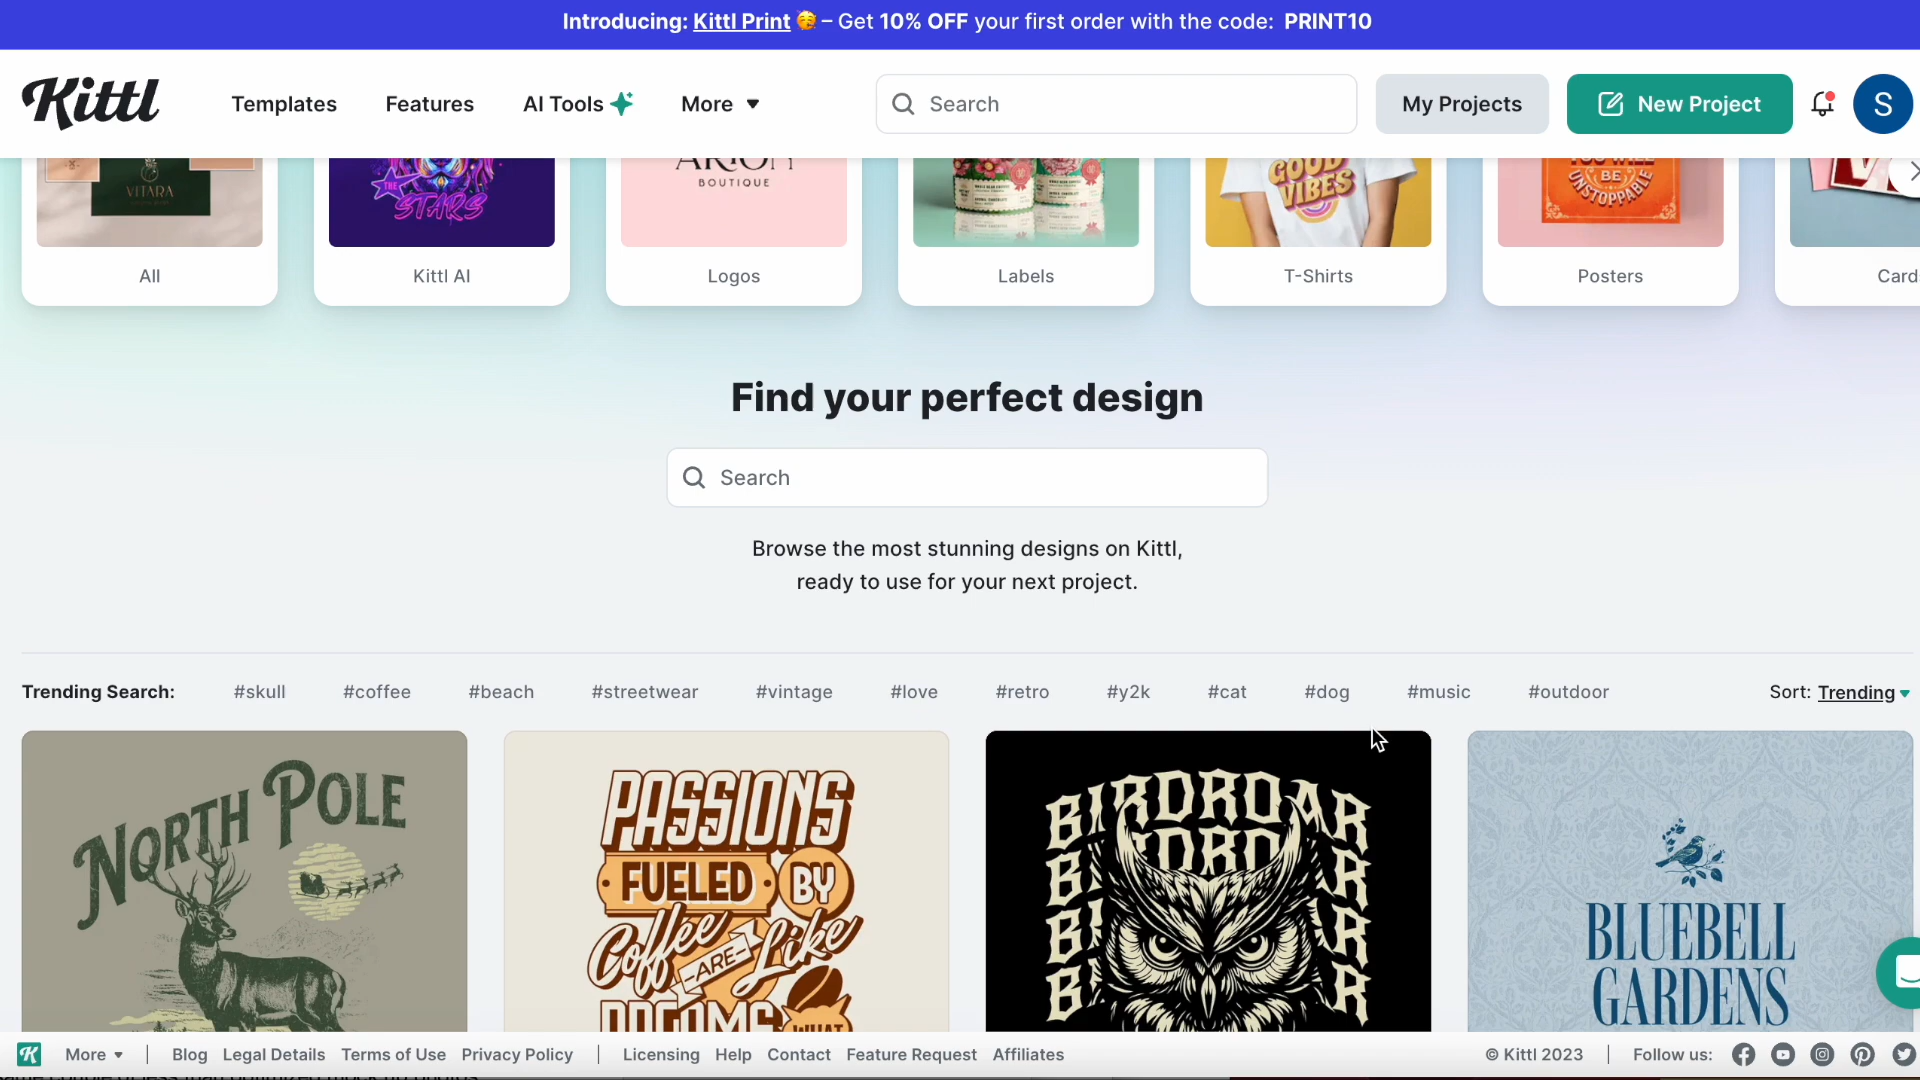 Introducing: Kittl Print 🥳 – Get 10% OFF your first order with the code: PRINT10
Kittl
Templates
Features
AI Tools
More
Search
My Projects
New Project
S
VITARA
THE
STARS
BOUTIQUE
GOOD
VIBES
YOU WILL
BE
UNSTOPPABLE
All
Kittl AI
Logos
Labels
T-Shirts
Posters
Card
Find your perfect design
Search
Browse the most stunning designs on Kittl,
ready to use for your next project.
Trending Search:
#skull
#coffee
#beach
#streetwear
#vintage
#love
#retro
#y2k
#cat
#dog
#music
#outdoor
Sort: Trending
NORTH POLE
PASSIONS
FUELED BY
Coffee
ARE
Like
DREAMS
WHAT
BIRDROAR
BLUEBELL
GARDENS
More
Blog
Legal Details
Terms of Use
Privacy Policy
Licensing
Help
Contact
Feature Request
Affiliates
© Kittl 2023
Follow us: